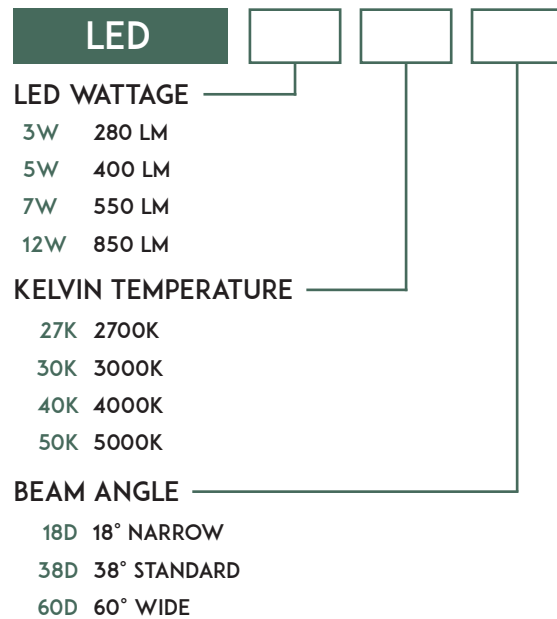 LED
LED WATTAGE
3W 280 LM
5W 400 LM
7W 550 LM
12W 850 LM
KELVIN TEMPERATURE
27K 2700K
30K 3000K
40K 4000K
50K 5000K
BEAM ANGLE
18D 18° NARROW
38D 38° STANDARD
60D 60° WIDE